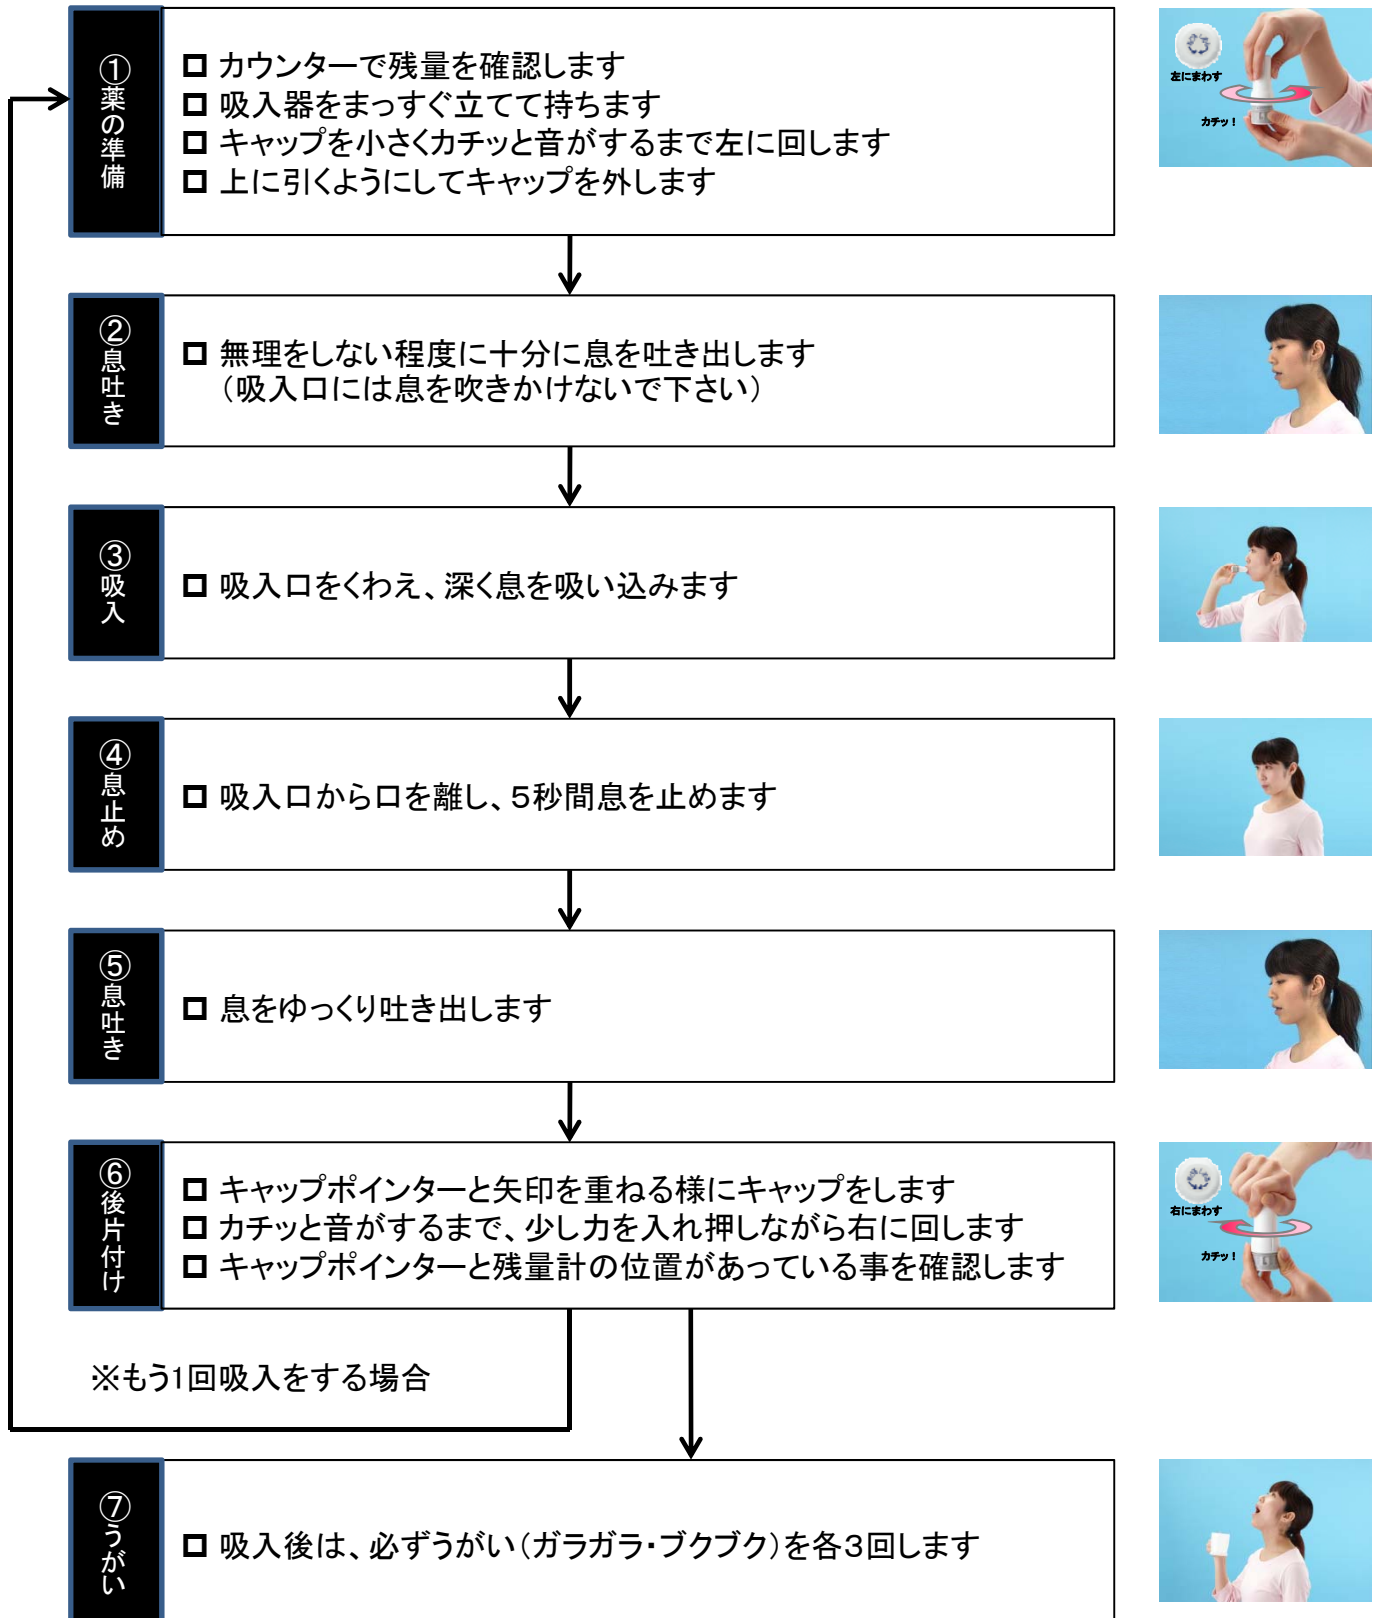 ①薬の準備
□ カウンターで残量を確認します
□ 吸入器をまっすぐ立てて持ちます
□ キャップを小さくカチッと音がするまで左に回します
□ 上に引くようにしてキャップを外します
左にまわす
カチッ！
②息吐き
□ 無理をしない程度に十分に息を吐き出します
（吸入口には息を吹きかけないで下さい）
③吸入
□ 吸入口をくわえ、深く息を吸い込みます
④息止め
□ 吸入口から口を離し、５秒間息を止めます
⑤息吐き
□ 息をゆっくり吐き出します
⑥後片付け
□ キャップポインターと矢印を重ねる様にキャップをします
□ カチッと音がするまで、少し力を入れ押しながら右に回します
□ キャップポインターと残量計の位置があっている事を確認します
右にまわす
カチッ！
※もう1回吸入をする場合
⑦うがい
□ 吸入後は、必ずうがい（ガラガラ・ブクブク）を各３回します